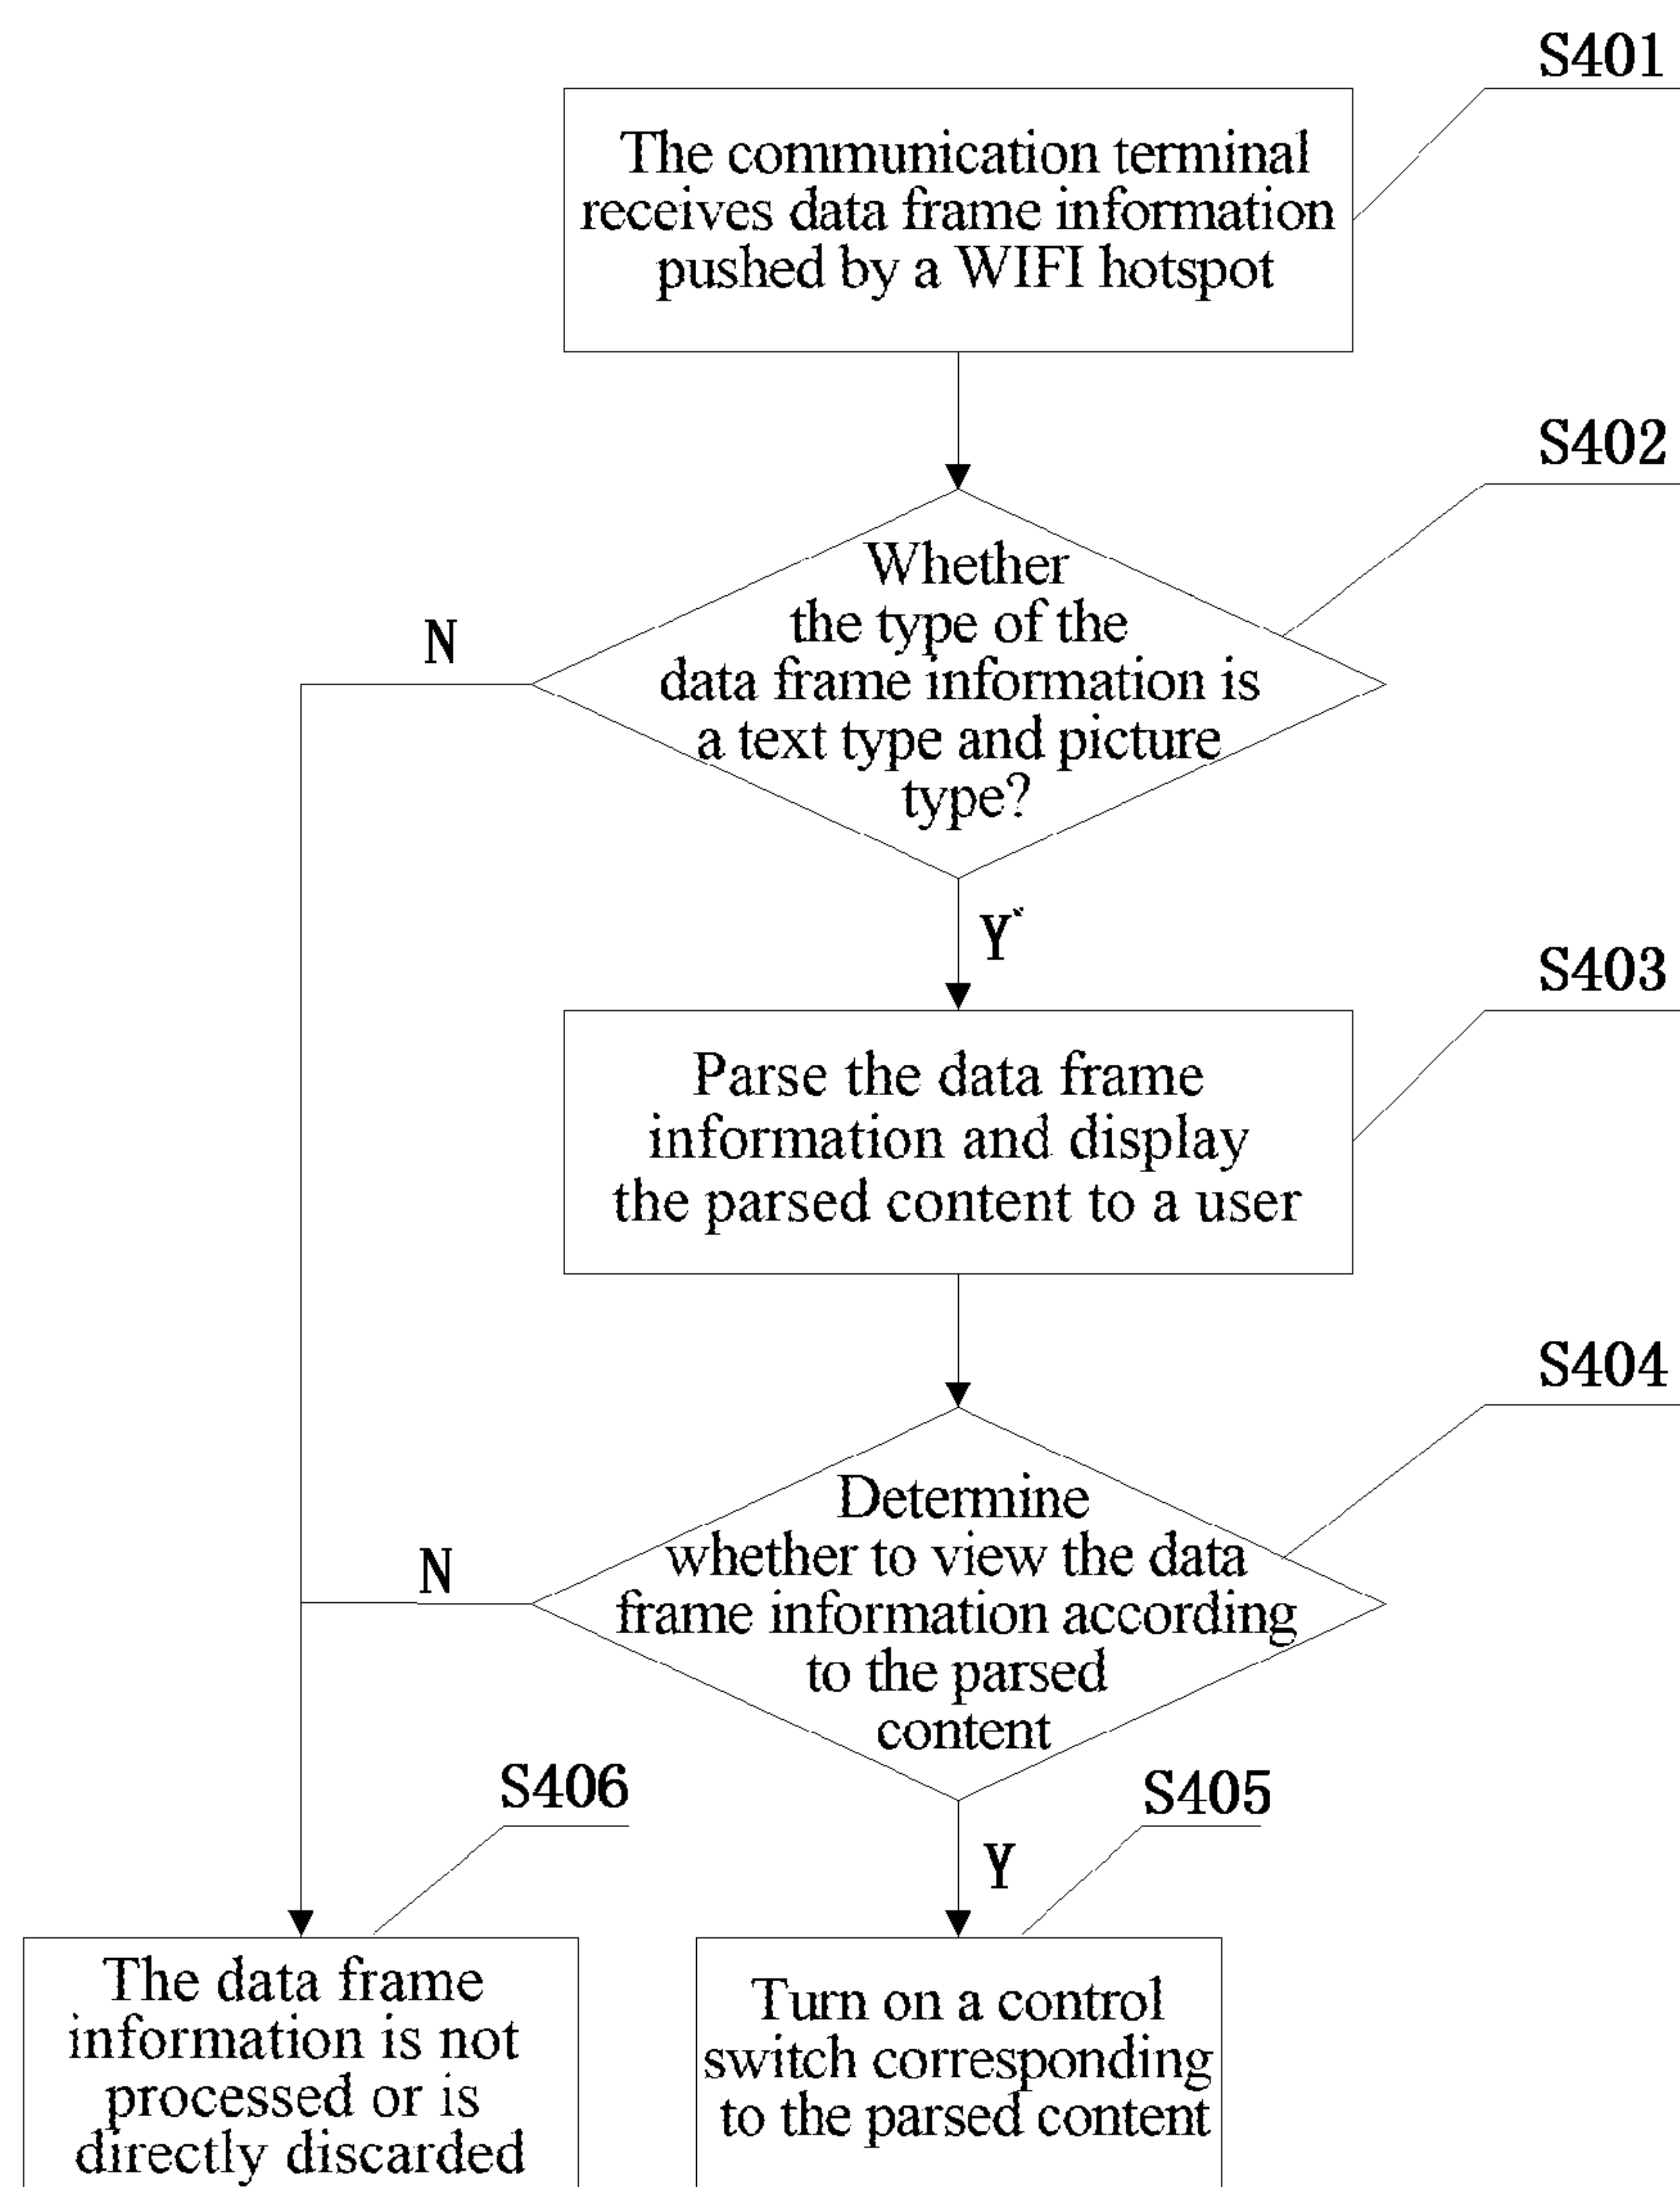 S401
The communication terminal
receives data frame information
pushed by a WIFI hotspot
S402
Whether
the type of the
data frame information is
a text type and picture
type?
N
Y
S403
Parse the data frame
information and display
the parsed content to a user
S404
Determine
whether to view the data
frame information according
to the parsed
content
N
S406
S405
Y
The data frame
information is not
processed or is
directly discarded
Turn on a control
switch corresponding
to the parsed content